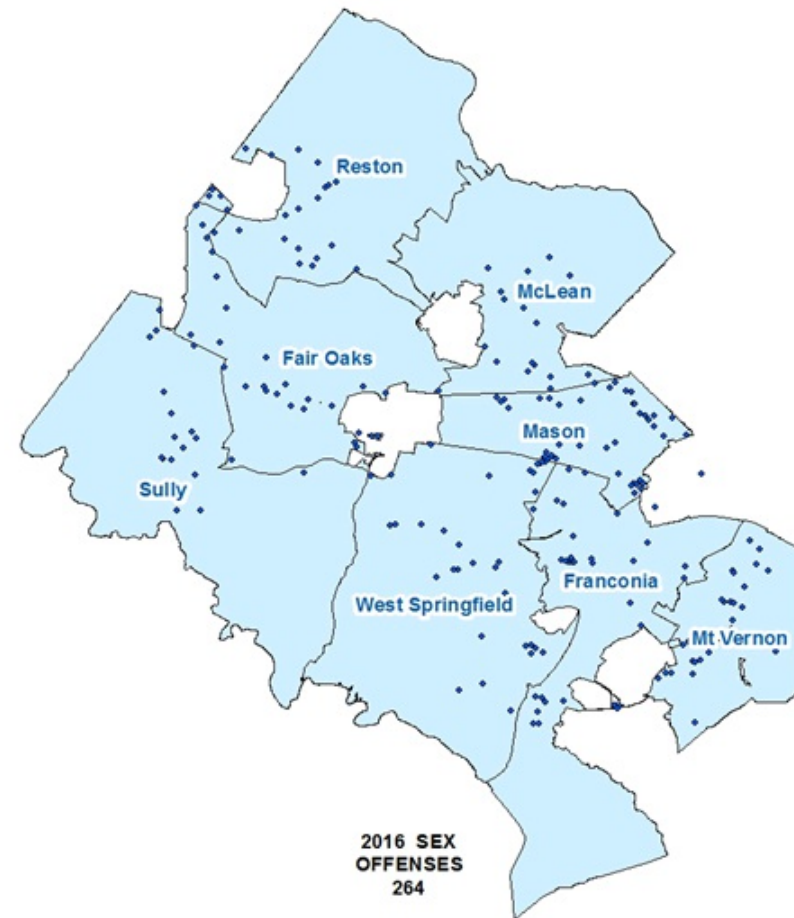 Reston
McLean
Fair Oaks
Mason
Sully
Franconia
West Springfield
Mt Vernon
2016 SEX
OFFENSES
264